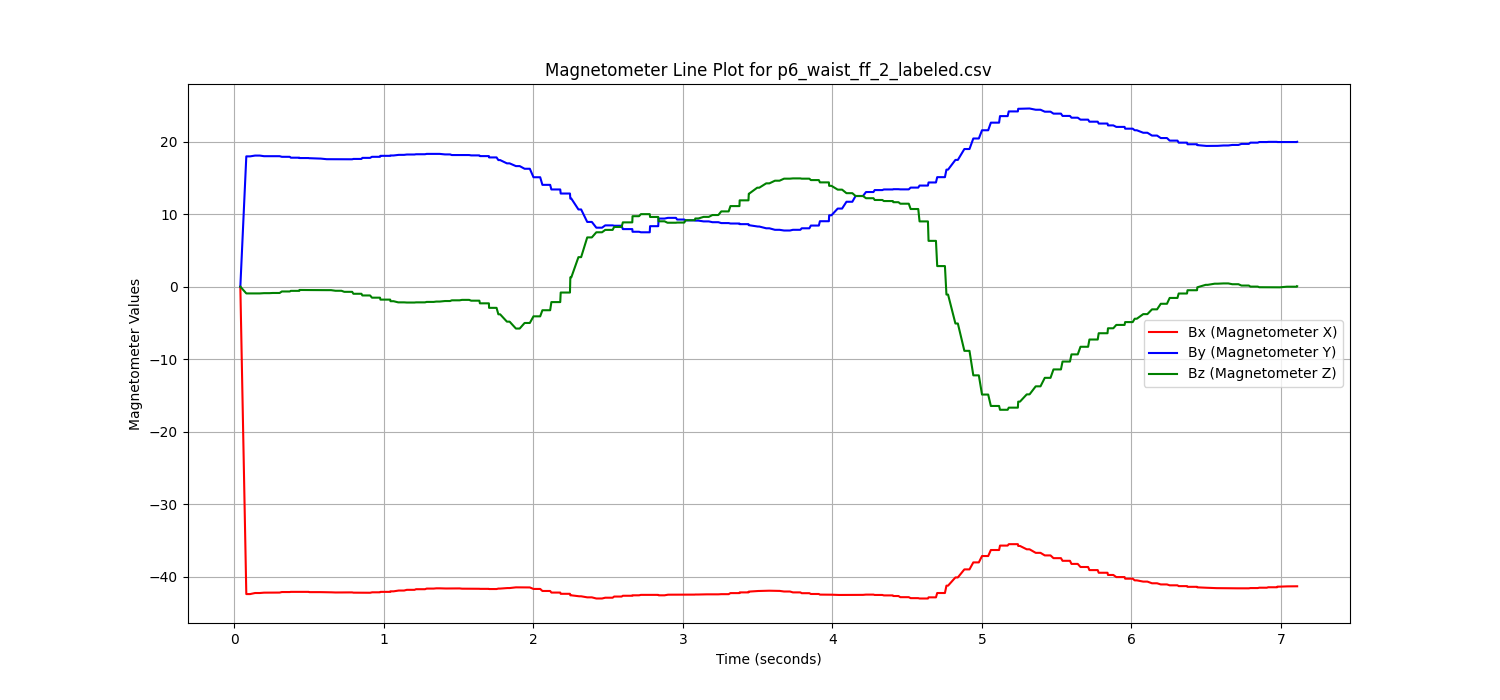 Magnetometer Line Plot for p6_waist_ff_2_labeled.csv
Magnetometer Values
20
10
0
−10
−20
−30
−40
Bx (Magnetometer X)
By (Magnetometer Y)
Bz (Magnetometer Z)
0 1 2 3 4 5 6 7
Time (seconds)